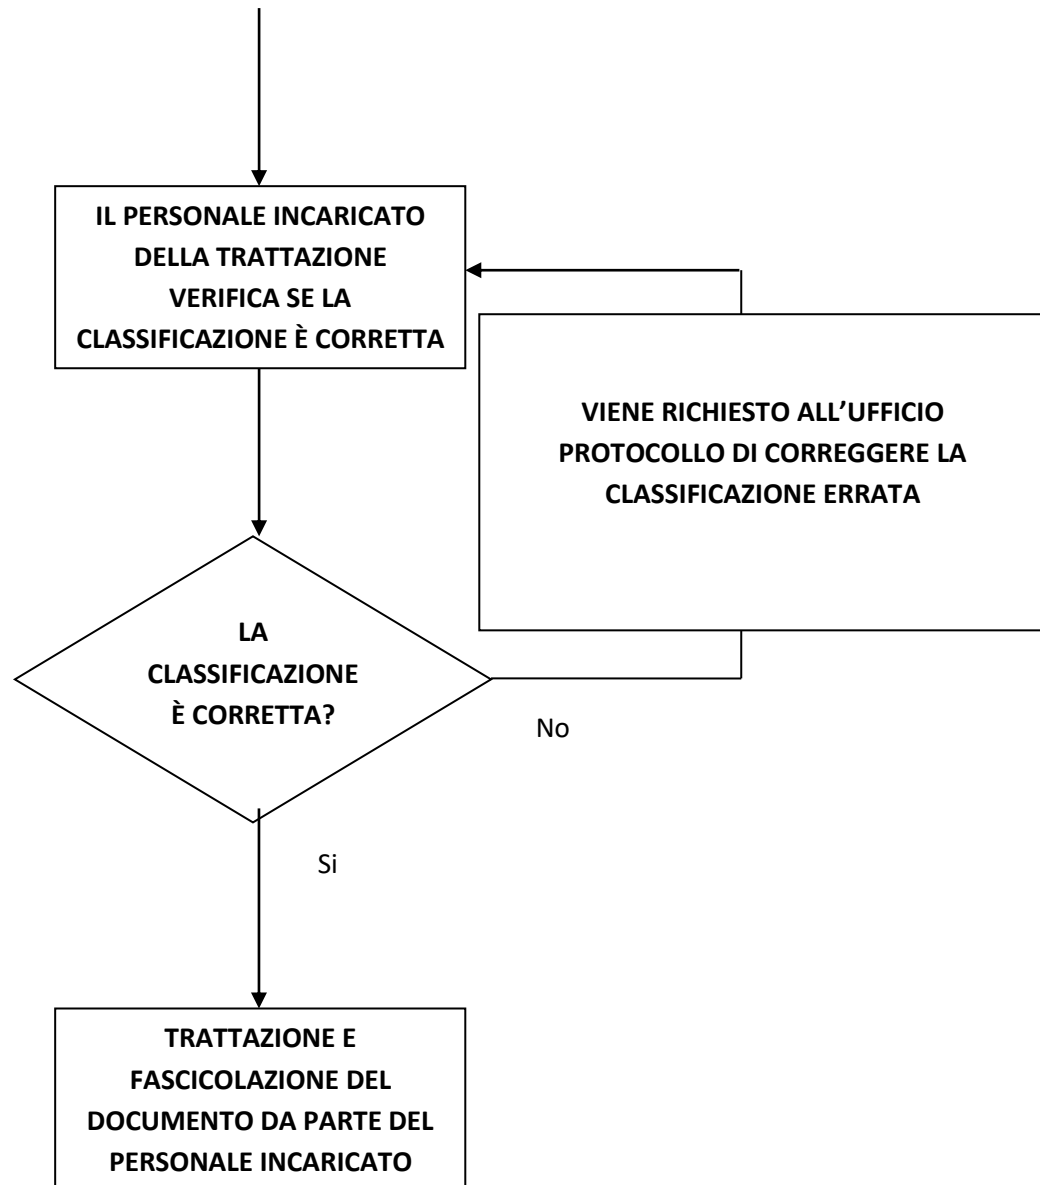 IL PERSONALE INCARICATO
DELLA TRATTAZIONE
VERIFICA SE LA
CLASSIFICAZIONE È CORRETTA
VIENE RICHIESTO ALL’UFFICIO
PROTOCOLLO DI CORREGGERE LA
CLASSIFICAZIONE ERRATA
LA
CLASSIFICAZIONE
È CORRETTA?
No
Si
TRATTAZIONE E
FASCICOLAZIONE DEL
DOCUMENTO DA PARTE DEL
PERSONALE INCARICATO